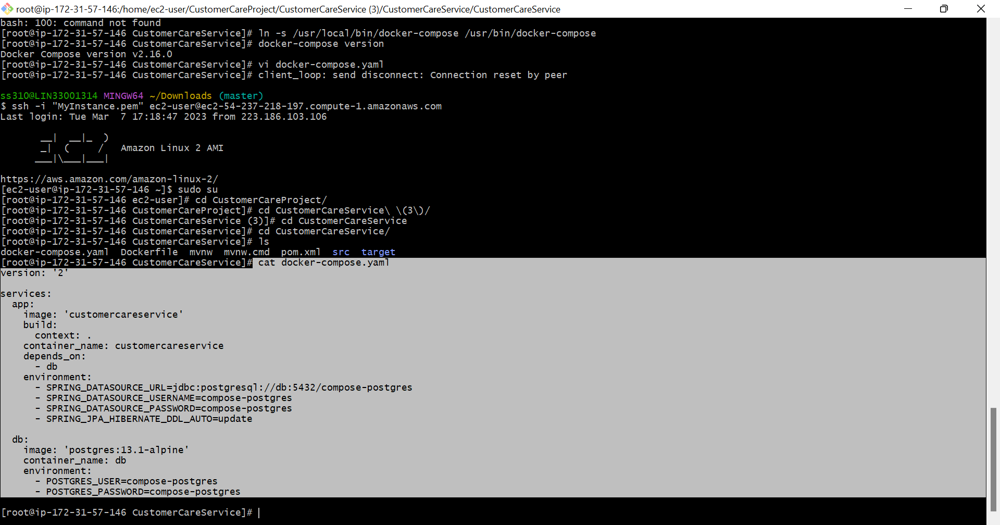 root@ip-172-31-57-146:/home/ec2-user/CustomerCareProject/CustomerCareService (3)/CustomerCareService/CustomerCareService
bash: 100: command not found
[root@ip-172-31-57-146 CustomerCareService]# ln -s /usr/local/bin/docker-compose /usr/bin/docker-compose
[root@ip-172-31-57-146 CustomerCareService]# docker-compose version
Docker Compose version v2.16.0
[root@ip-172-31-57-146 CustomerCareService]# vi docker-compose.yaml
[root@ip-172-31-57-146 CustomerCareService]# client_loop: send disconnect: Connection reset by peer

ss310@LIN33001314 MINGW64 ~/Downloads (master)
$ ssh -i "MyInstance.pem" ec2-user@ec2-54-237-218-197.compute-1.amazonaws.com
Last login: Tue Mar  7 17:18:47 2023 from 223.186.103.106

       __|  __|_  )
       _|  (     /   Amazon Linux 2 AMI
      ___|\___|___|

https://aws.amazon.com/amazon-linux-2/
[ec2-user@ip-172-31-57-146 ~]$ sudo su
[root@ip-172-31-57-146 ec2-user]# cd CustomerCareProject/
[root@ip-172-31-57-146 CustomerCareProject]# cd CustomerCareService\ \(3\)/
[root@ip-172-31-57-146 CustomerCareService (3)]# cd CustomerCareService
[root@ip-172-31-57-146 CustomerCareService]# cd CustomerCareService/
[root@ip-172-31-57-146 CustomerCareService]# ls
docker-compose.yaml  Dockerfile  mvnw  mvnw.cmd  pom.xml  src  target
[root@ip-172-31-57-146 CustomerCareService]# cat docker-compose.yaml
version: '2'

services:
  app:
    image: 'customercareservice'
    build:
      context: .
    container_name: customercareservice
    depends_on:
      - db
    environment:
      - SPRING_DATASOURCE_URL=jdbc:postgresql://db:5432/compose-postgres
      - SPRING_DATASOURCE_USERNAME=compose-postgres
      - SPRING_DATASOURCE_PASSWORD=compose-postgres
      - SPRING_JPA_HIBERNATE_DDL_AUTO=update

  db:
    image: 'postgres:13.1-alpine'
    container_name: db
    environment:
      - POSTGRES_USER=compose-postgres
      - POSTGRES_PASSWORD=compose-postgres

[root@ip-172-31-57-146 CustomerCareService]#